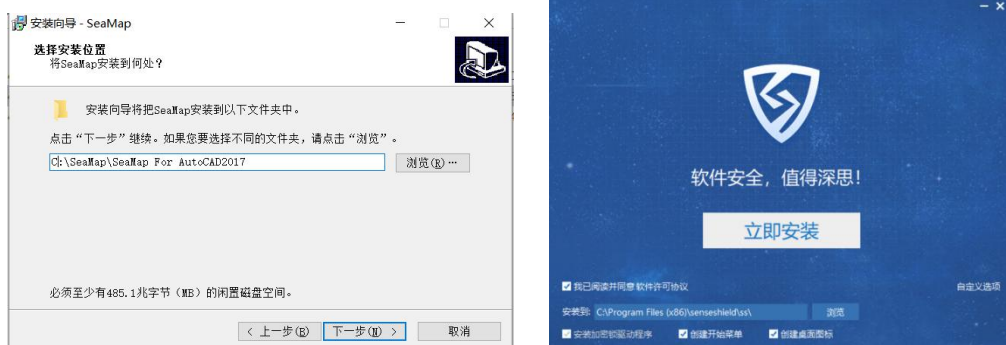 安装向导 - SeaMap
选择安装位置
将SeaMap安装到何处？
安装向导将把SeaMap安装到以下文件夹中。
点击“下一步”继续。如果您要选择不同的文件夹，请点击“浏览”。
C:\SeaMap\SeaMap For AutoCAD2017
浏览(R)…
必须至少有485.1兆字节（MB）的闲置磁盘空间。
< 上一步(B)
下一步(N) >
取消
软件安全，值得深思！
立即安装
我已阅读并同意 软件许可协议
自定义选项
安装到: C:\Program Files (x86)\senseshield\ss\
浏览
安装加密锁驱动程序
创建开始菜单
创建桌面图标